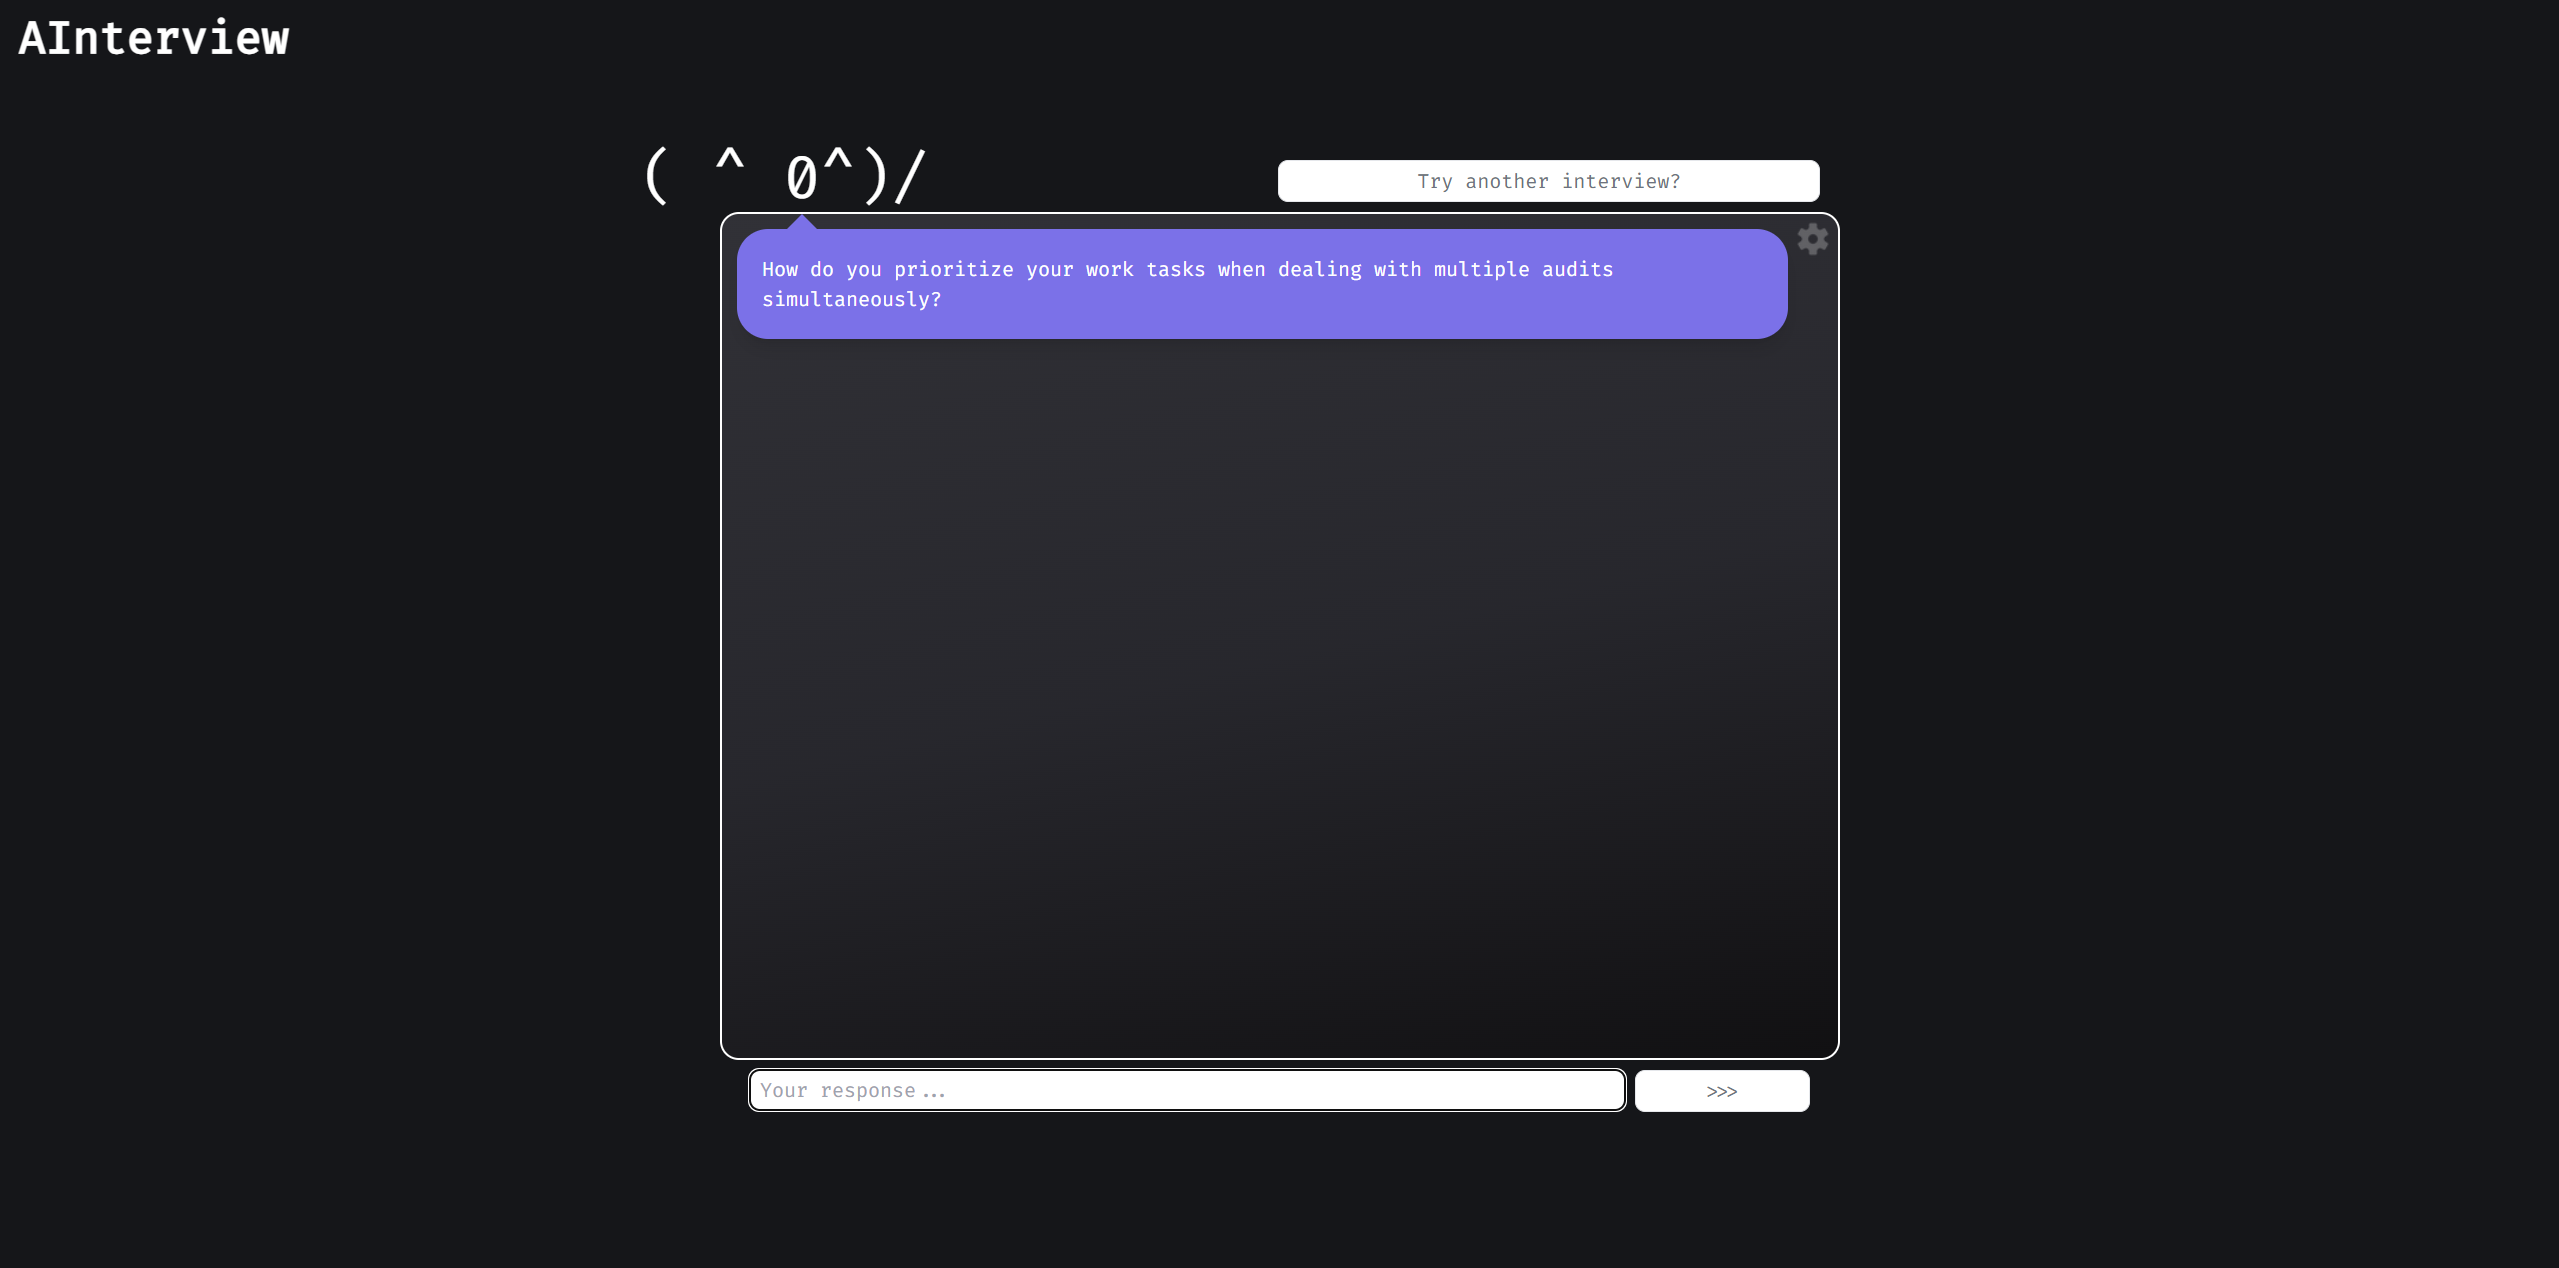 AInterview
( ^ 0^)/
Try another interview?
How do you prioritize your work tasks when dealing with multiple audits
simultaneously?
Your response...
>>>